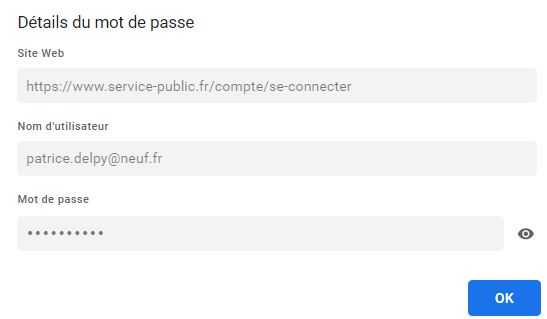 Détails du mot de passe
Site Web
https://www.service-public.fr/compte/se-connecter
Nom d'utilisateur
patrice.delpy@neuf.fr
Mot de passe
••••••••••
OK